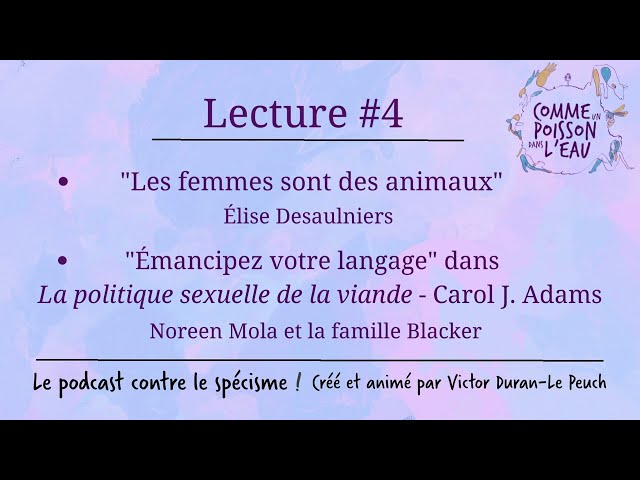 Lecture #4
COMME UN
POISSON
DANS L'EAU
• "Les femmes sont des animaux"
Élise Desaulniers
• "Émancipez votre langage" dans
La politique sexuelle de la viande - Carol J. Adams
Noreen Mola et la famille Blacker
Le podcast contre le spécisme ! Créé et animé par Victor Duran-Le Peuch